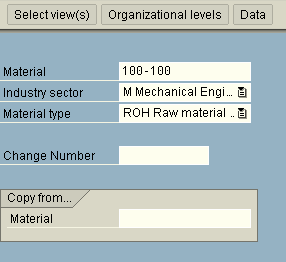 Select view(s) Organizational levels Data
Material 100-100
Industry sector M Mechanical Engi...
Material type ROH Raw material ..
Change Number
Copy from...
Material